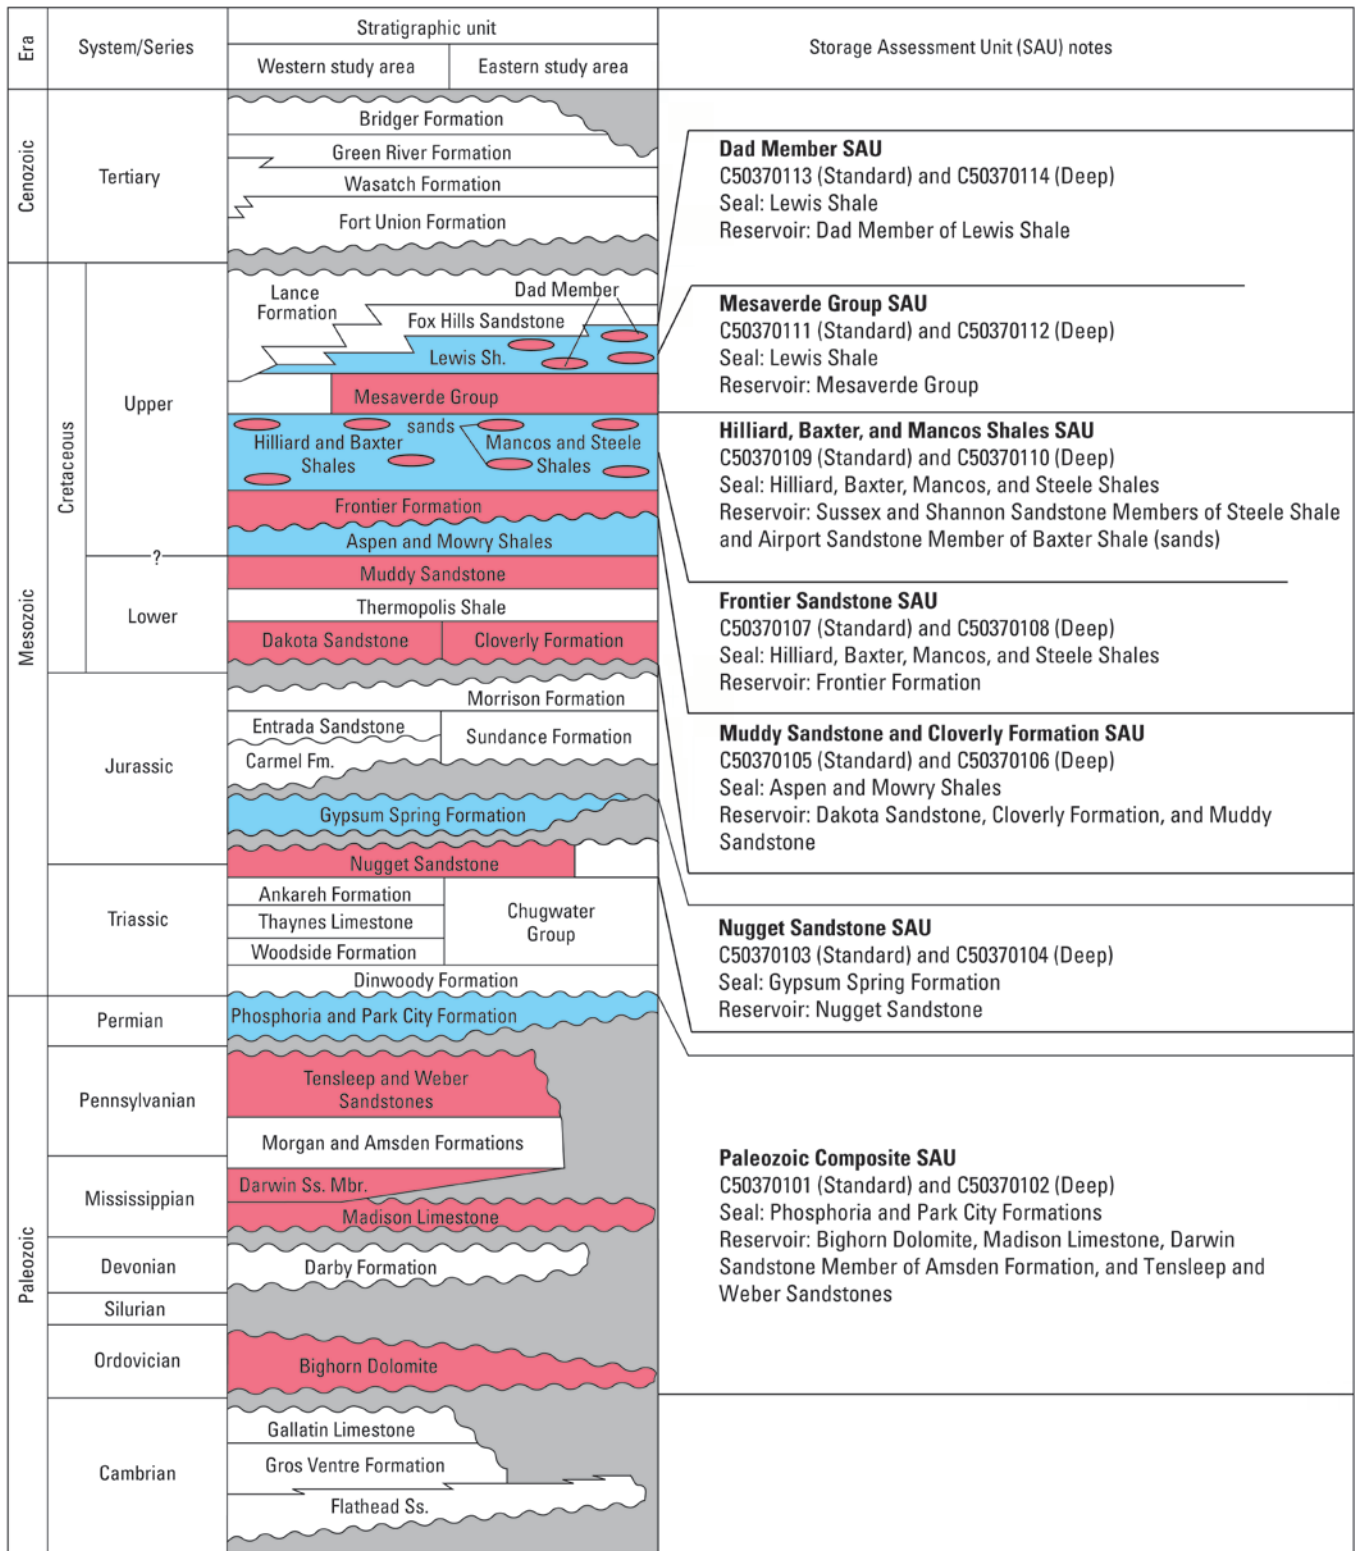 Era
System/Series
Stratigraphic unit
Western study area
Eastern study area
Storage Assessment Unit (SAU) notes
Cenozoic
Tertiary
Bridger Formation
Green River Formation
Wasatch Formation
Fort Union Formation
Mesozoic
Cretaceous
Upper
Lance
Formation
Dad Member
Fox Hills Sandstone
Lewis Sh.
Mesaverde Group
sands
Hilliard and Baxter
Shales
Mancos and Steele
Shales
Frontier Formation
Aspen and Mowry Shales
?
Lower
Muddy Sandstone
Thermopolis Shale
Dakota Sandstone
Cloverly Formation
Jurassic
Morrison Formation
Entrada Sandstone
Sundance Formation
Carmel Fm.
Gypsum Spring Formation
Nugget Sandstone
Triassic
Ankareh Formation
Thaynes Limestone
Woodside Formation
Chugwater
Group
Dinwoody Formation
Paleozoic
Permian
Phosphoria and Park City Formation
Pennsylvanian
Tensleep and Weber
Sandstones
Morgan and Amsden Formations
Mississippian
Darwin Ss. Mbr.
Madison Limestone
Devonian
Darby Formation
Silurian
Ordovician
Bighorn Dolomite
Cambrian
Gallatin Limestone
Gros Ventre Formation
Flathead Ss.
Dad Member SAU
C50370113 (Standard) and C50370114 (Deep)
Seal: Lewis Shale
Reservoir: Dad Member of Lewis Shale
Mesaverde Group SAU
C50370111 (Standard) and C50370112 (Deep)
Seal: Lewis Shale
Reservoir: Mesaverde Group
Hilliard, Baxter, and Mancos Shales SAU
C50370109 (Standard) and C50370110 (Deep)
Seal: Hilliard, Baxter, Mancos, and Steele Shales
Reservoir: Sussex and Shannon Sandstone Members of Steele Shale
and Airport Sandstone Member of Baxter Shale (sands)
Frontier Sandstone SAU
C50370107 (Standard) and C50370108 (Deep)
Seal: Hilliard, Baxter, Mancos, and Steele Shales
Reservoir: Frontier Formation
Muddy Sandstone and Cloverly Formation SAU
C50370105 (Standard) and C50370106 (Deep)
Seal: Aspen and Mowry Shales
Reservoir: Dakota Sandstone, Cloverly Formation, and Muddy
Sandstone
Nugget Sandstone SAU
C50370103 (Standard) and C50370104 (Deep)
Seal: Gypsum Spring Formation
Reservoir: Nugget Sandstone
Paleozoic Composite SAU
C50370101 (Standard) and C50370102 (Deep)
Seal: Phosphoria and Park City Formations
Reservoir: Bighorn Dolomite, Madison Limestone, Darwin
Sandstone Member of Amsden Formation, and Tensleep and
Weber Sandstones